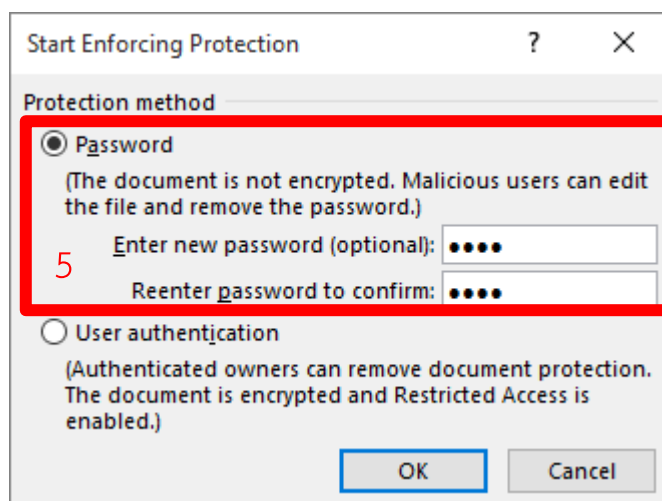 Start Enforcing Protection ? ×
Protection method
Password
(The document is not encrypted. Malicious users can edit
the file and remove the password.)
Enter new password (optional): ●●●●
5
Reenter password to confirm: ●●●●
User authentication
(Authenticated owners can remove document protection.
The document is encrypted and Restricted Access is
enabled.)
OK Cancel